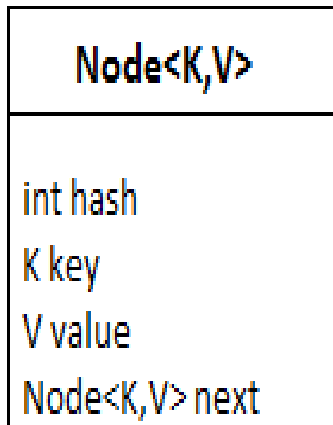 Node<K,V>
int hash
K key
V value
Node<K,V> next